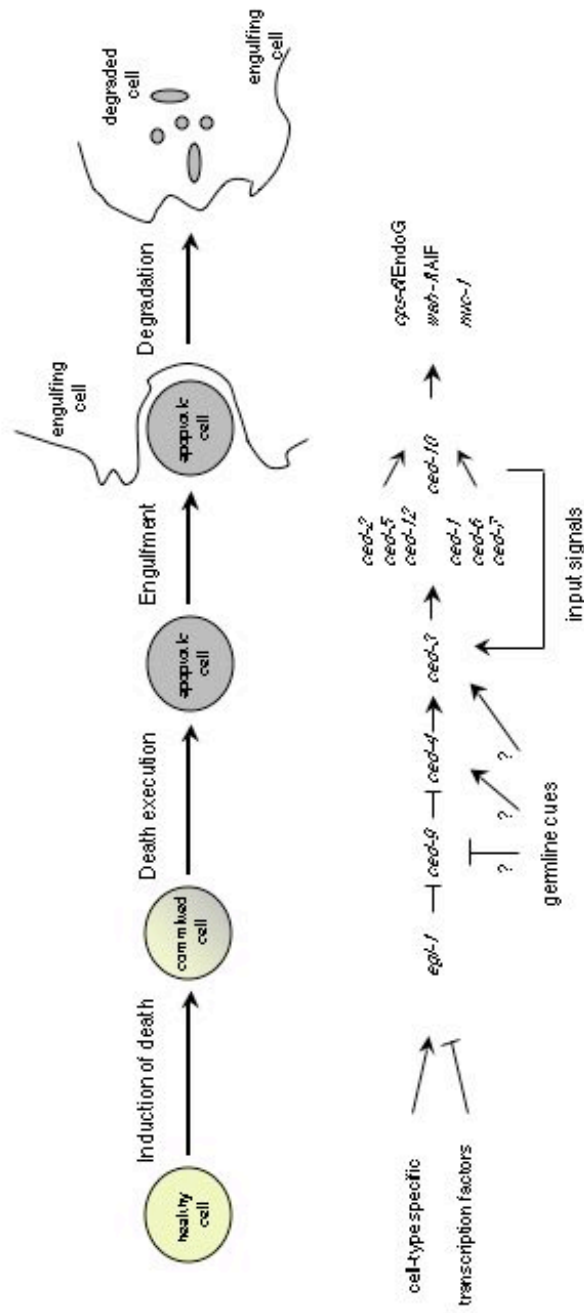 Induction of death
Death execution
Engulfment
Degradation
healthy
cell
commited
cell
apoptotic
cell
apoptotic
cell
engulfing
cell
degraded
cell
engulfing
cell
cell-type specific
transcription factors
egl-1
ced-9
ced-4
ced-3
ced-2
ced-5
ced-12
ced-1
ced-6
ced-7
ced-10
cps-6/EndoG
wah-1/AIF
nuc-1
?
?
?
germline cues
input signals